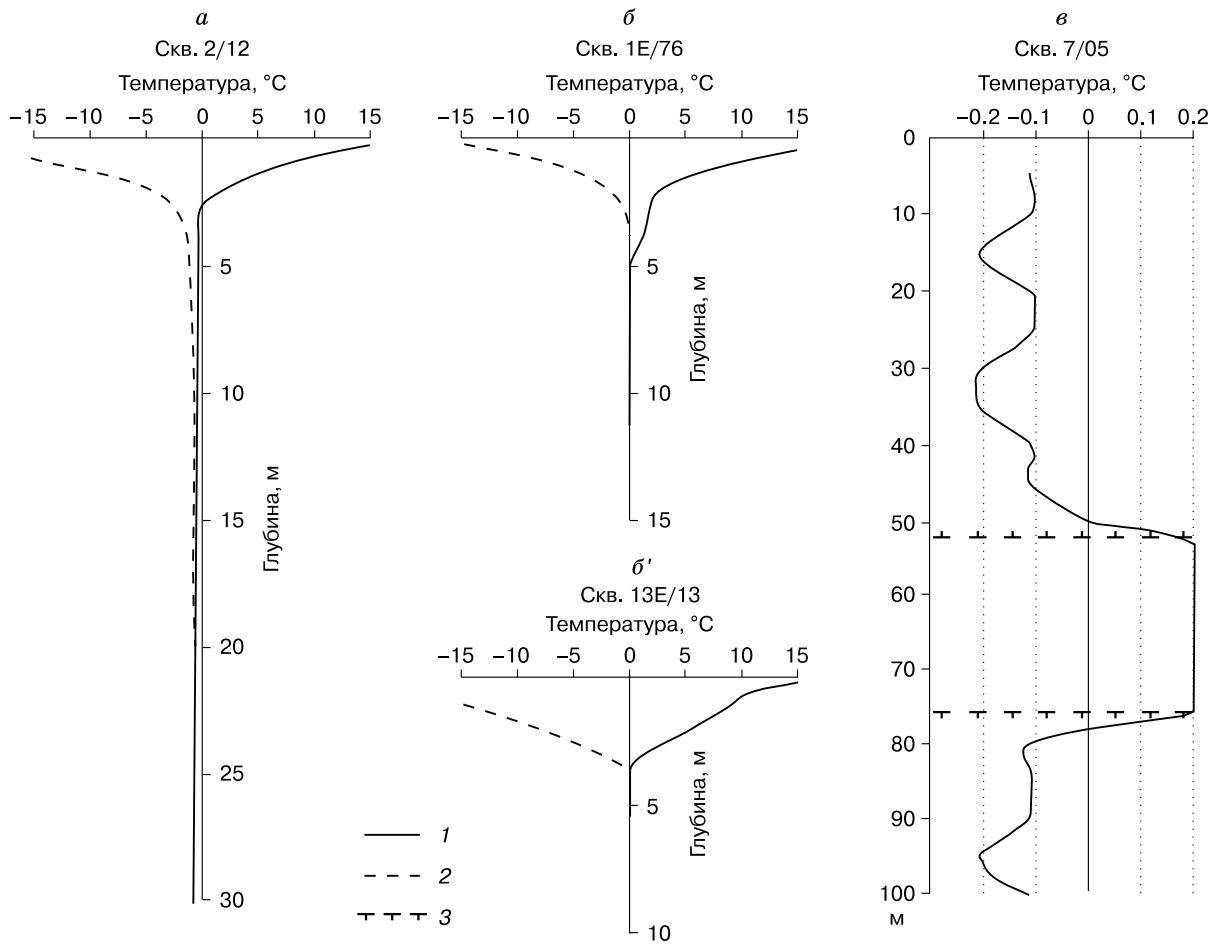 а
Скв. 2/12
Температура, °С
−15 −10 −5 0 5 10 15
5
10
15
20
25
30
Глубина, м
б
Скв. 1Е/76
Температура, °С
−15 −10 −5 0 5 10 15
5
10
15
Глубина, м
б'
Скв. 13Е/13
Температура, °С
−15 −10 −5 0 5 10 15
5
10
Глубина, м
в
Скв. 7/05
Температура, °С
−0.2 −0.1 0 0.1 0.2
0
10
20
30
40
50
60
70
80
90
100
м
1
2
3